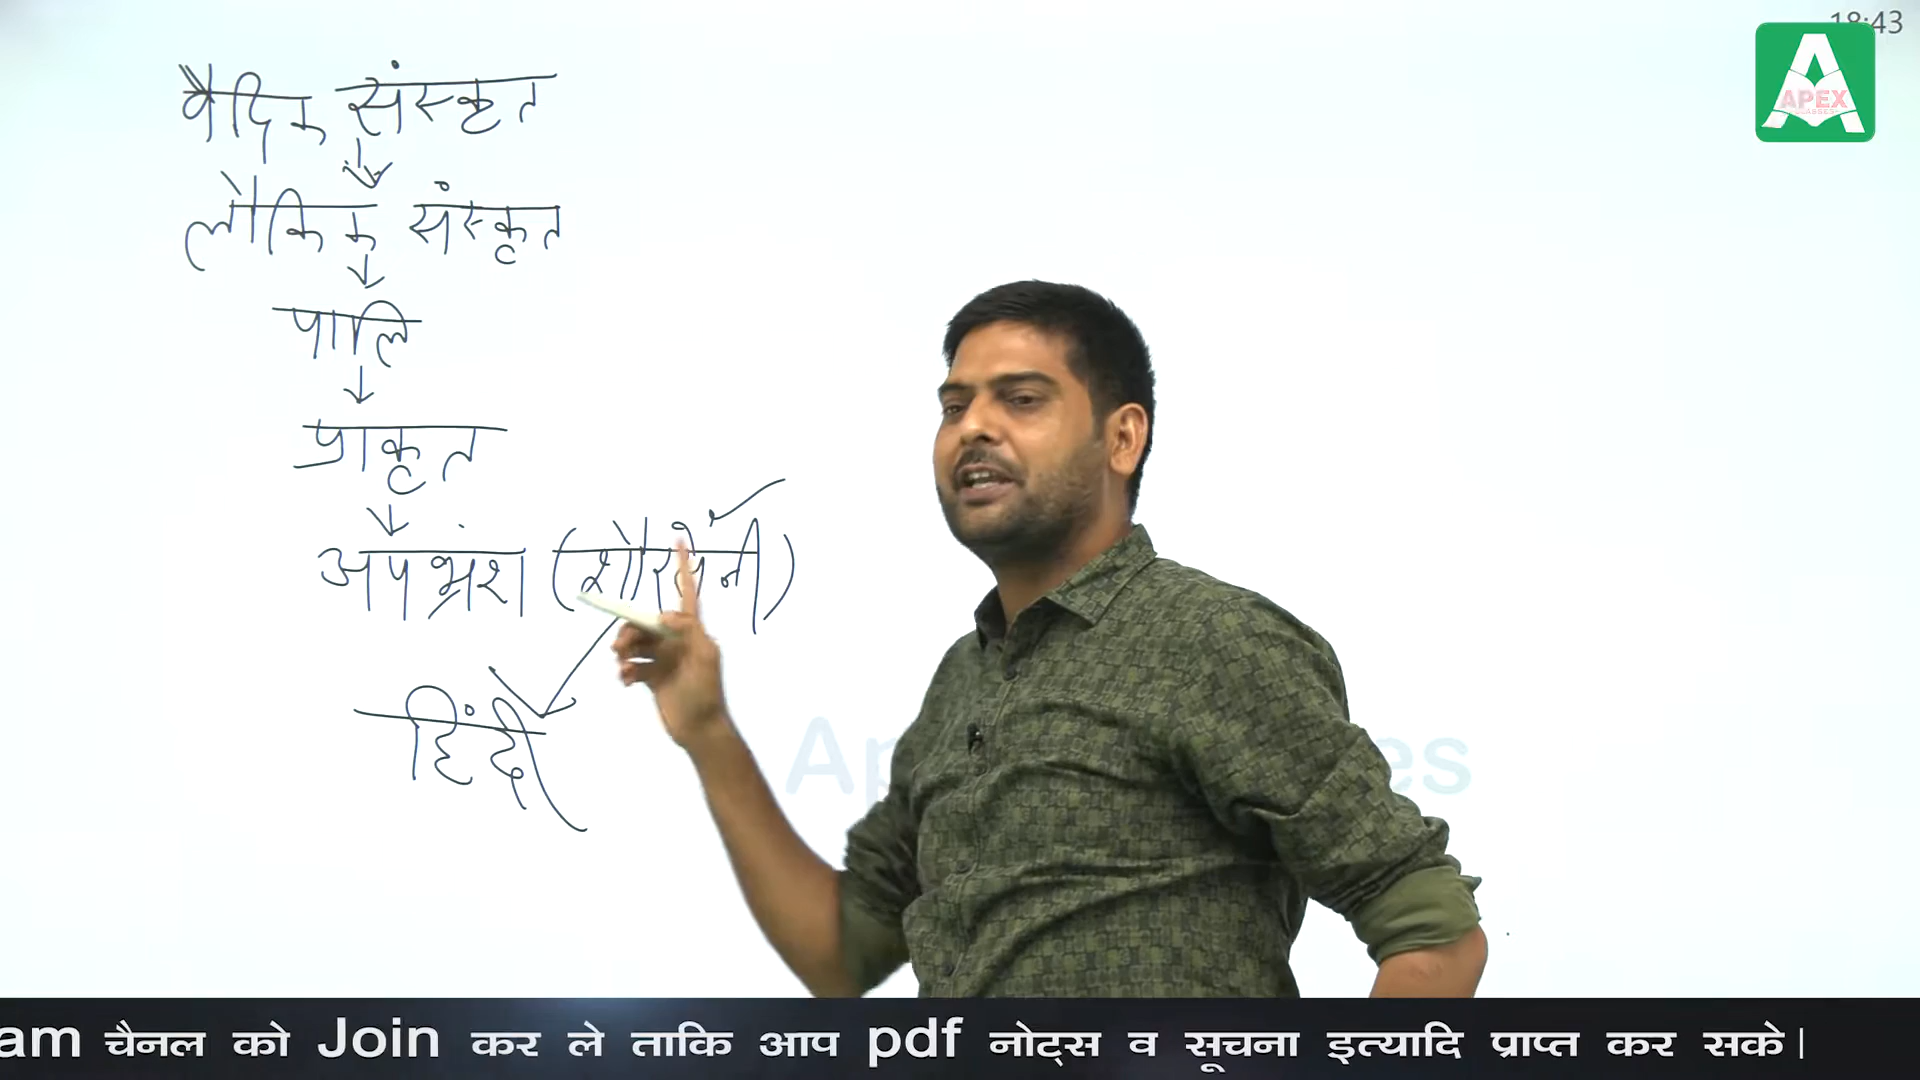 18:43
APEX
वैदिक संस्कृत
लौकिक संस्कृत
पालि
प्राकृत
अपभ्रंश (शौरसेनी)
हिंदी
am चैनल को Join कर ले ताकि आप pdf नोट्स व सूचना इत्यादि प्राप्त कर सके।